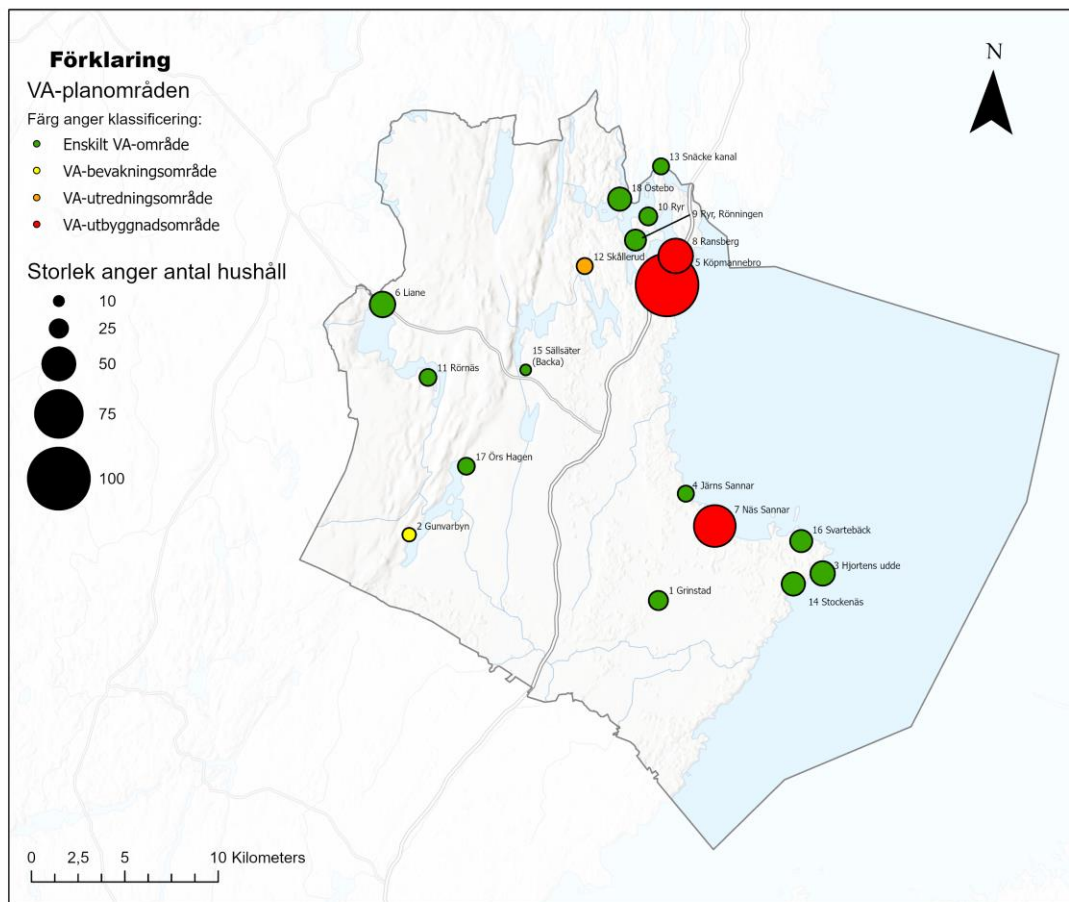 Förklaring
VA-planområden
Färg anger klassificering:
Enskilt VA-område
VA-bevakningsområde
VA-utredningsområde
VA-utbyggnadsområde
Storlek anger antal hushåll
10
25
50
75
100
N
13 Snäcke kanal
18 Ostebo
10 Ryr
9 Ryr, Rönningen
8 Ransberg
12 Skållerud
5 Köpmannebro
6 Liane
15 Sällsäter
(Backa)
11 Rörnäs
17 Örs Hagen
4 Järns Sannar
7 Näs Sannar
2 Gunvarbyn
16 Svartebäck
3 Hjortens udde
1 Grinstad
14 Stockenäs
0 2,5 5 10 Kilometers